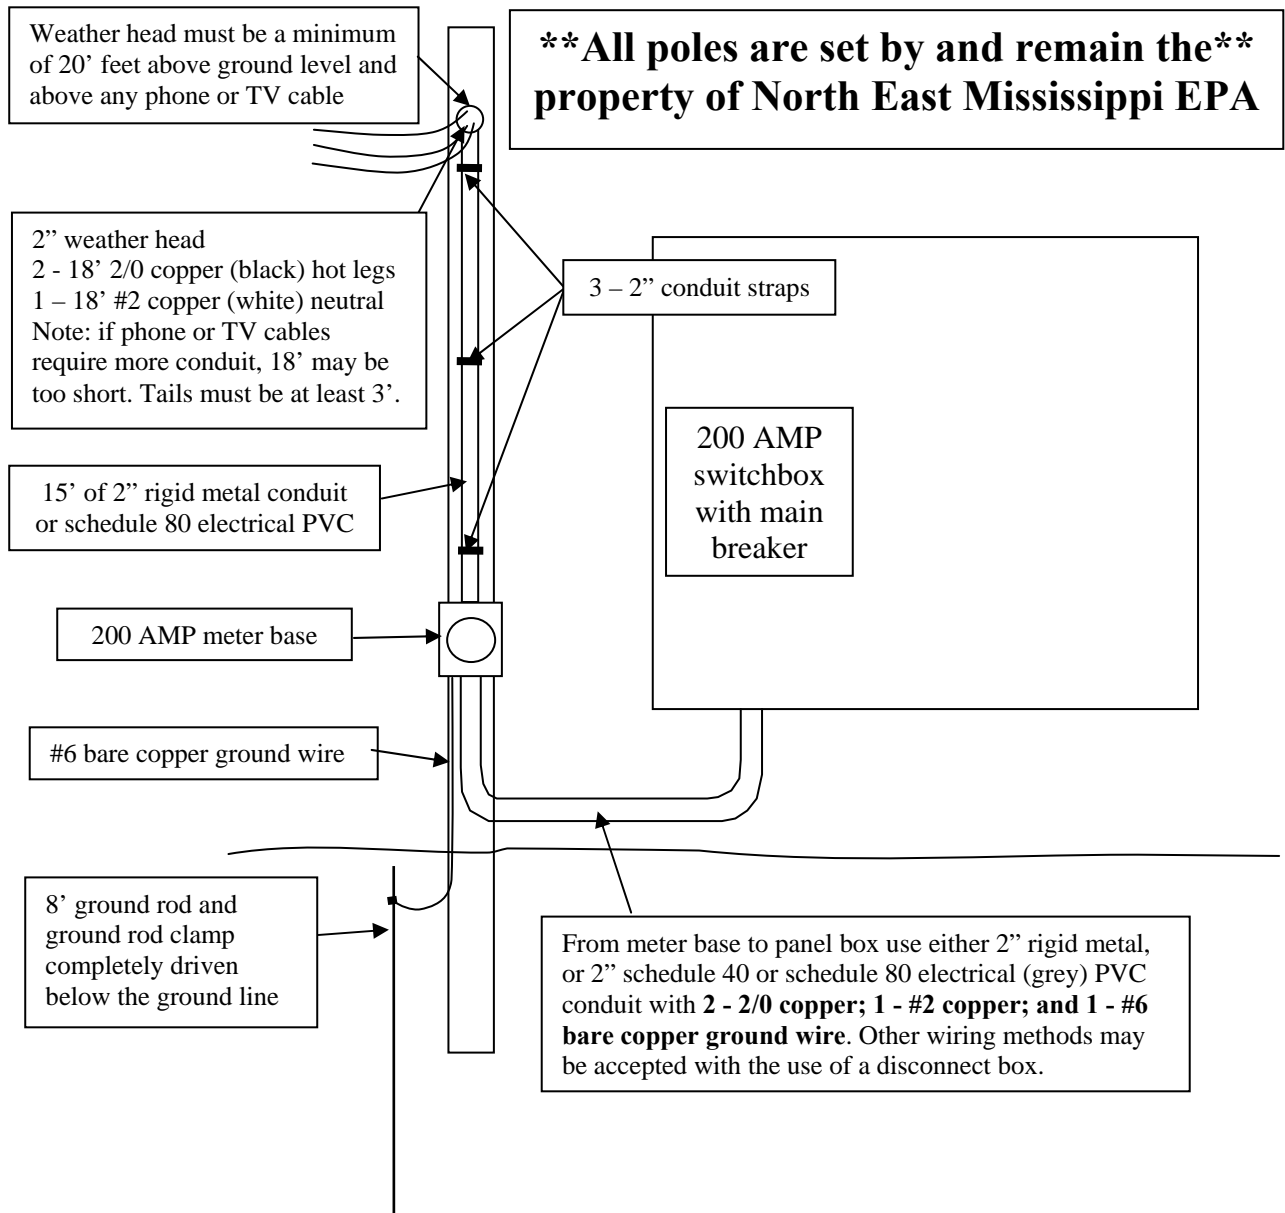 Weather head must be a minimum
of 20’ feet above ground level and
above any phone or TV cable
**All poles are set by and remain the**
property of North East Mississippi EPA
2” weather head
2 - 18’ 2/0 copper (black) hot legs
1 – 18’ #2 copper (white) neutral
Note: if phone or TV cables
require more conduit, 18’ may be
too short. Tails must be at least 3’.
3 – 2” conduit straps
200 AMP
switchbox
with main
breaker
15’ of 2” rigid metal conduit
or schedule 80 electrical PVC
200 AMP meter base
#6 bare copper ground wire
8’ ground rod and
ground rod clamp
completely driven
below the ground line
From meter base to panel box use either 2” rigid metal,
or 2” schedule 40 or schedule 80 electrical (grey) PVC
conduit with 2 - 2/0 copper; 1 - #2 copper; and 1 - #6
bare copper ground wire. Other wiring methods may
be accepted with the use of a disconnect box.